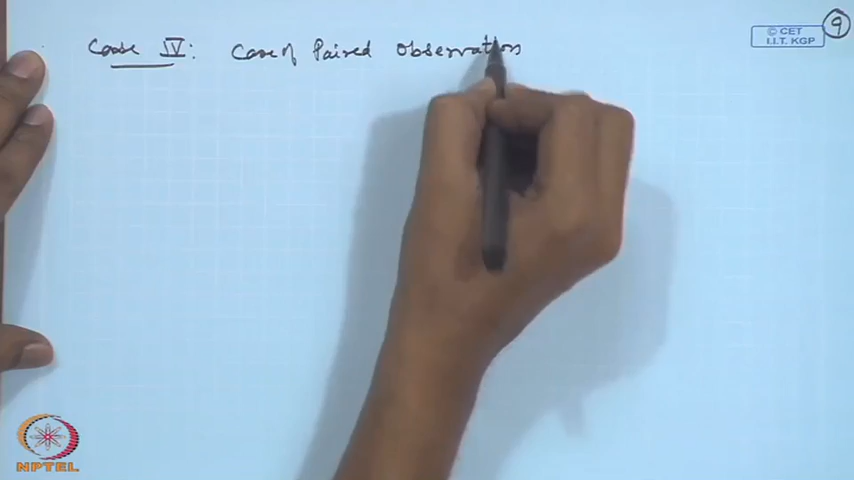 Case IV: Case of Paired Observations
© CET
I.I.T. KGP
9
NPTEL